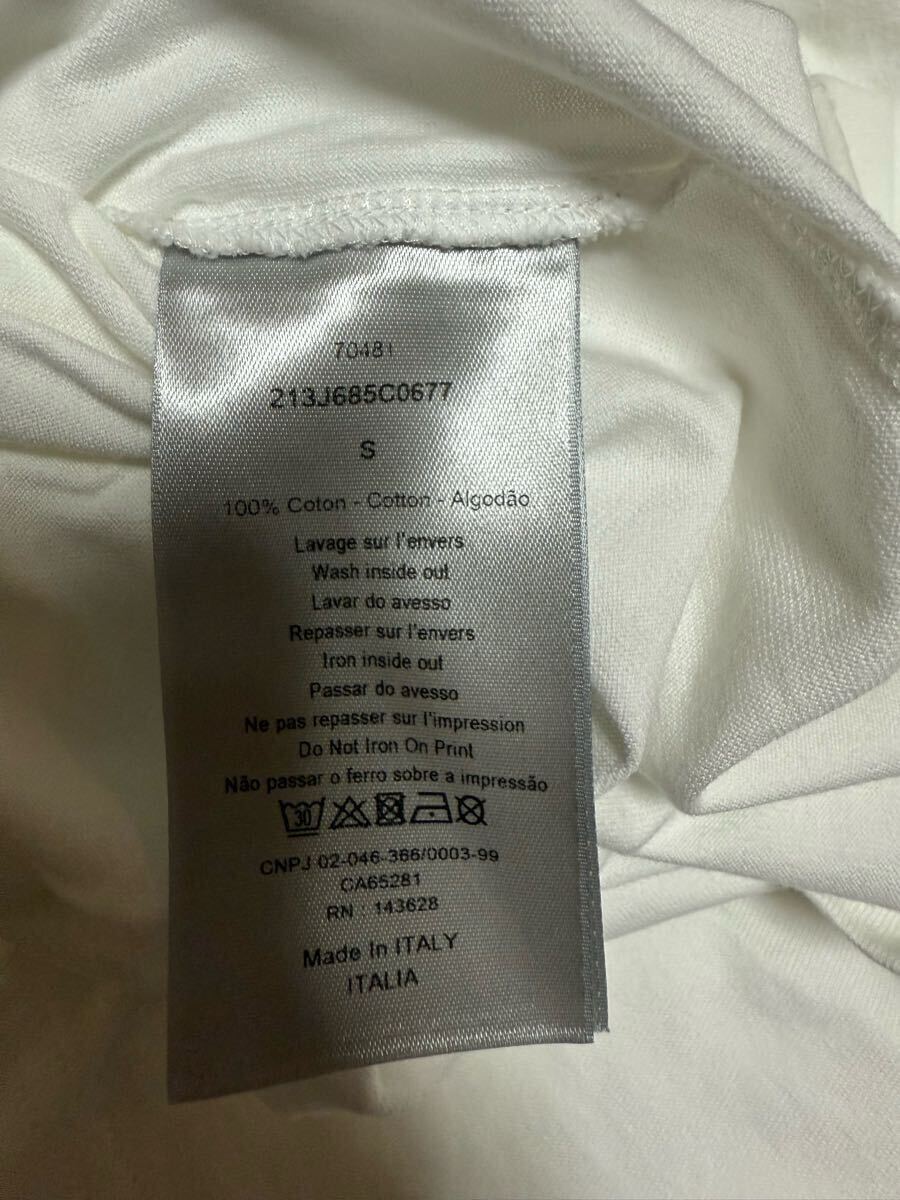 70481
213J685C0677
S
100% Coton - Cotton - Algodão
Lavage sur l'envers
Wash inside out
Lavar do avesso
Repasser sur l'envers
Iron inside out
Passar do avesso
Ne pas repasser sur l'impression
Do Not Iron On Print
Não passar o ferro sobre a impressão
30
CNPJ 02-046-366/0003-99
CA65281
RN : 143628
Made In ITALY
ITALIA